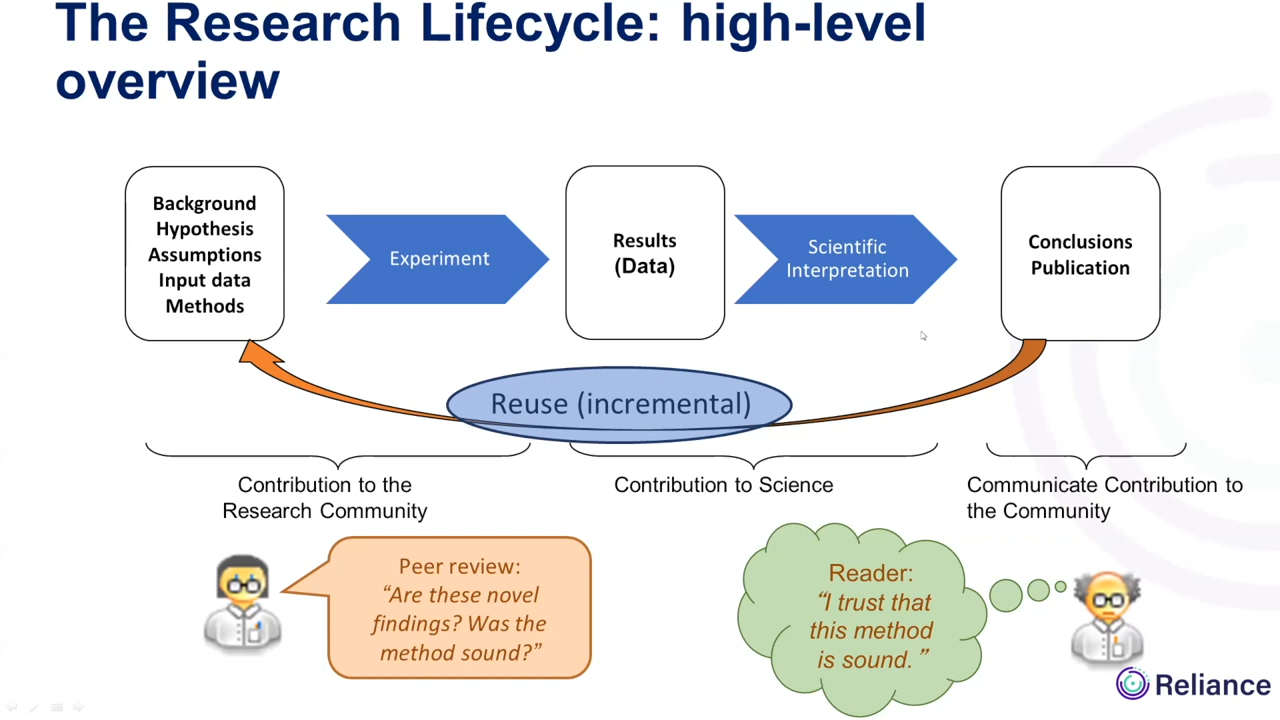 The Research Lifecycle: high-level
overview
Background
Hypothesis
Assumptions
Input data
Methods
Experiment
Results
(Data)
Scientific
Interpretation
Conclusions
Publication
Reuse (incremental)
Contribution to the
Research Community
Contribution to Science
Communicate Contribution to
the Community
Peer review:
“Are these novel
findings? Was the
method sound?”
Reader:
“I trust that
this method
is sound. ”
Reliance